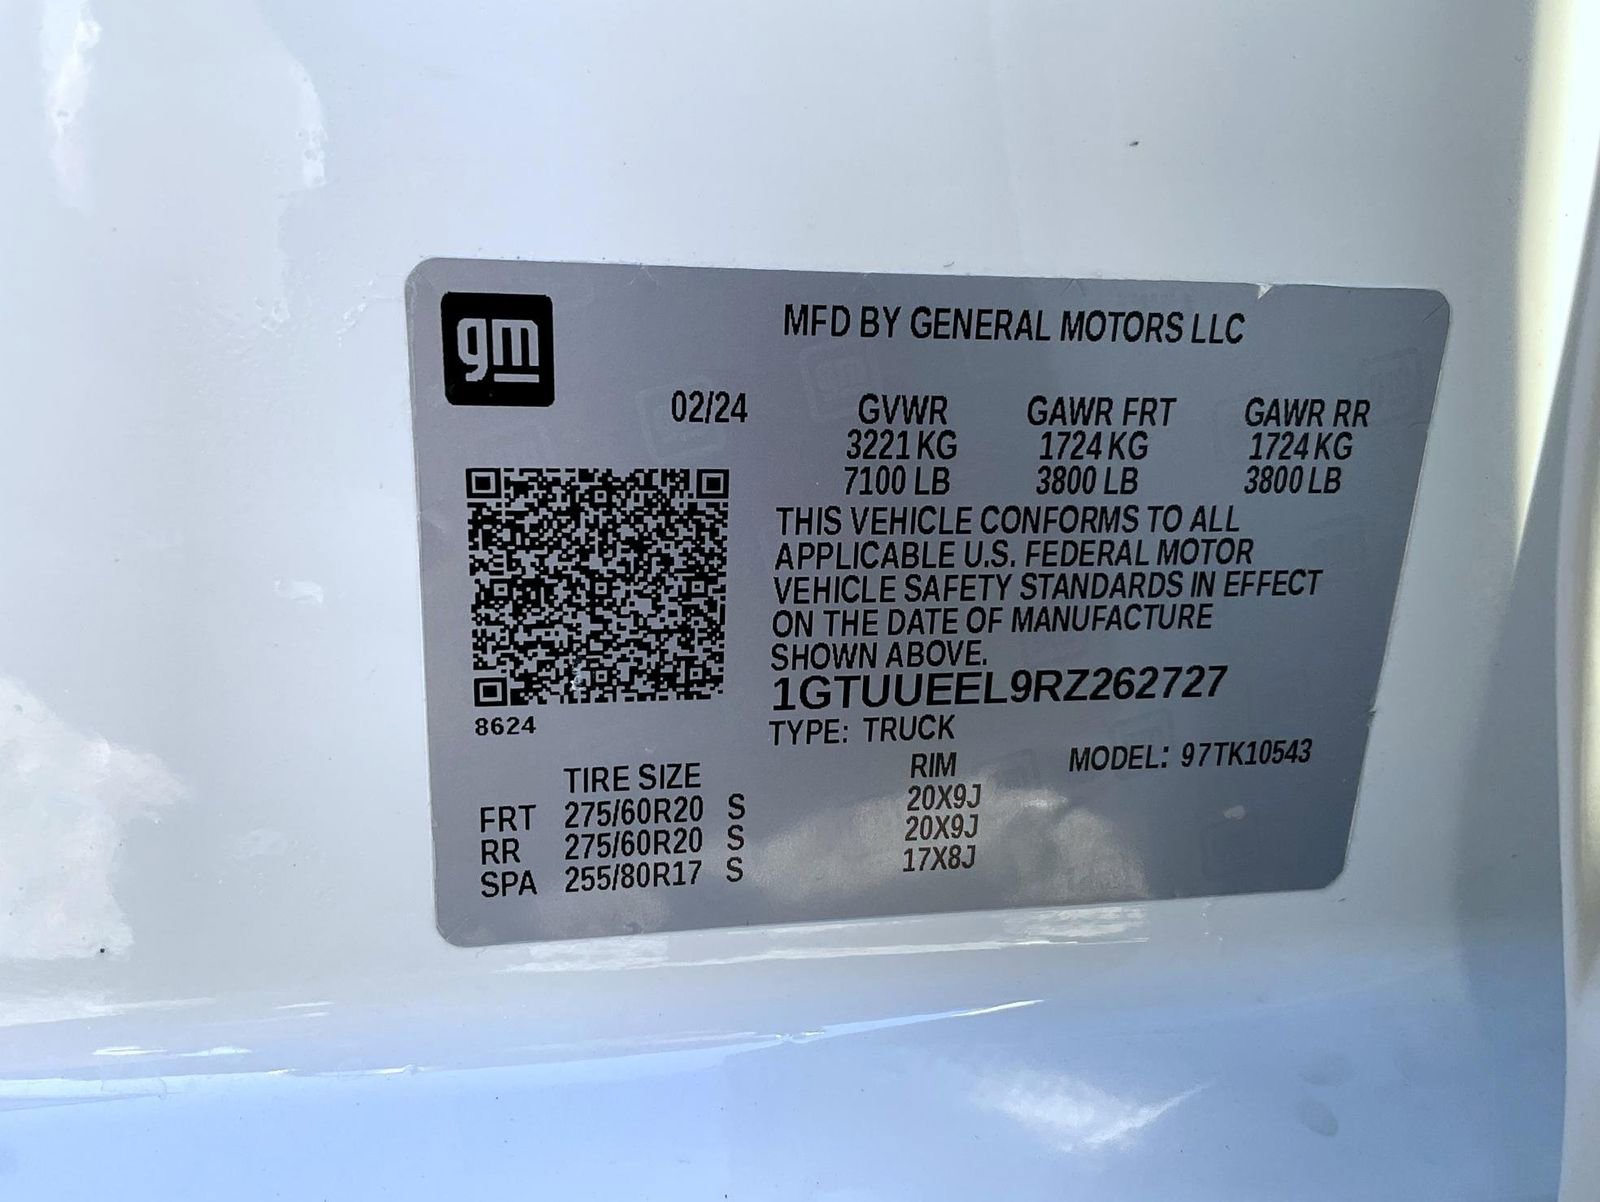 gm
MFD BY GENERAL MOTORS LLC
02/24 GVWR GAWR FRT GAWR RR
3221 KG 1724 KG 1724 KG
7100 LB 3800 LB 3800 LB
THIS VEHICLE CONFORMS TO ALL
APPLICABLE U.S. FEDERAL MOTOR
VEHICLE SAFETY STANDARDS IN EFFECT
ON THE DATE OF MANUFACTURE
SHOWN ABOVE.
1GTUUEEL9RZ262727
8624
TYPE: TRUCK MODEL: 97TK10543
TIRE SIZE RIM
FRT 275/60R20 S 20X9J
RR 275/60R20 S 20X9J
SPA 255/80R17 S 17X8J